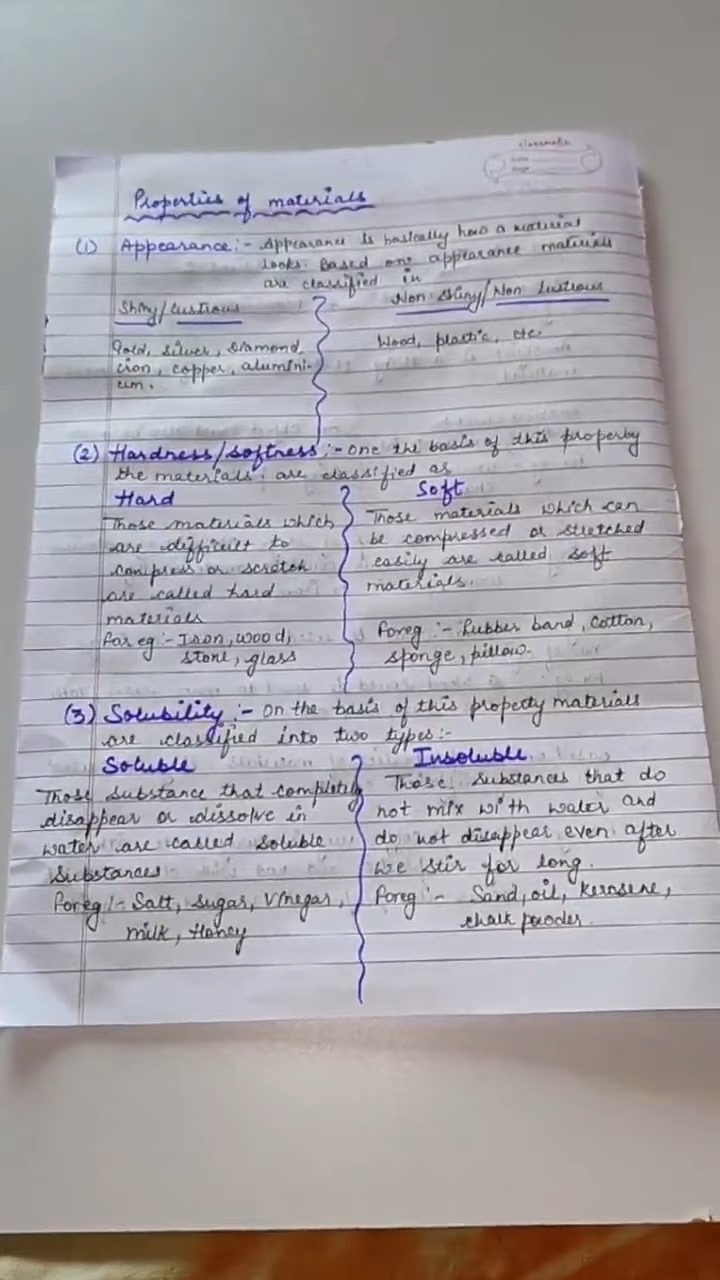 classmate
Date
Page
Properties of materials
(1) Appearance :- Appearance is basically how a material
looks. Based on appearance materials
are classified in
Shiny/Lustrous
Gold, silver, Diamond
iron, copper, alumini-
um.
Non Shiny/Non lustrous
Wood, plastic, etc.
(2) Hardness/softness :- One the basis of this property
the materials are classified as
Hard
Those materials which
are difficult to
compress or scratch
are called hard
materials
for eg :- Iron, wood,
stone, glass
Soft
Those materials which can
be compressed or stretched
easily are called soft
materials.
foreg :- Rubber band, cotton,
sponge, pillow.
(3) Solubility :- On the basis of this property materials
are classified into two types:-
Soluble
Those substance that completely
disappear or dissolve in
water are called soluble
substances
foreg :- Salt, sugar, Vinegar,
milk, Honey
Insoluble
Those Substances that do
not mix with water and
do not disappear even after
we stir for long.
foreg :- Sand, oil, kerosene,
chalk powder.